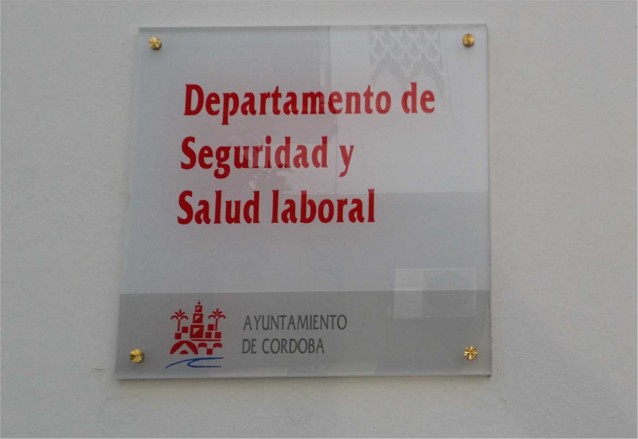 Departamento de
Seguridad y
Salud laboral
AYUNTAMIENTO
DE CORDOBA